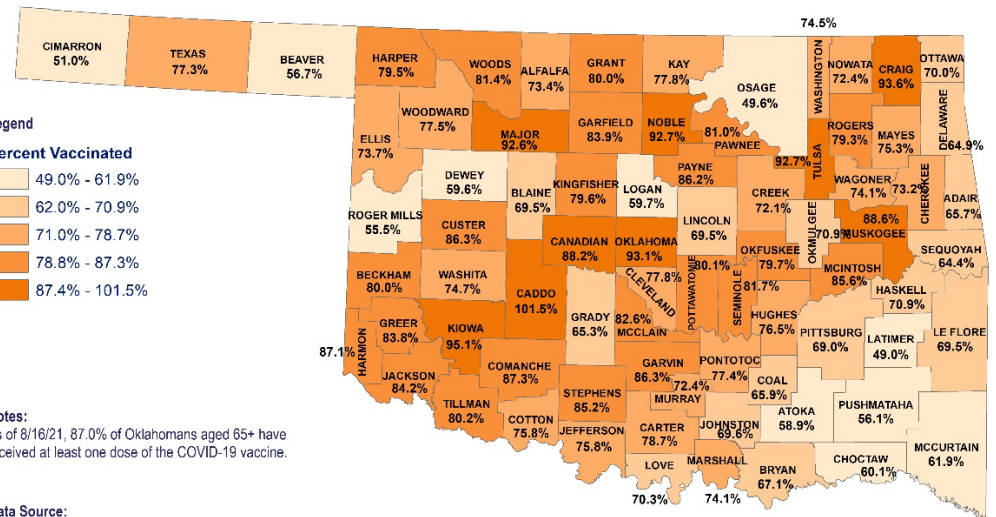 74.5%
CIMARRON
51.0%
TEXAS
77.3%
BEAVER
56.7%
HARPER
79.5%
WOODS
81.4%
ALFALFA
73.4%
GRANT
80.0%
KAY
77.8%
OSAGE
49.6%
WASHINGTON
NOWATA
72.4%
CRAIG
93.6%
OTTAWA
70.0%
egend
ercent Vaccinated
49.0% - 61.9%
62.0% - 70.9%
71.0% - 78.7%
78.8% - 87.3%
87.4% - 101.5%
ELLIS
73.7%
WOODWARD
77.5%
MAJOR
92.6%
GARFIELD
83.9%
NOBLE
92.7%
81.0%
PAWNEE
92.7%
TULSA
ROGERS
79.3%
MAYES
75.3%
DELAWARE
64.9%
DEWEY
59.6%
BLAINE
69.5%
KINGFISHER
79.6%
LOGAN
59.7%
PAYNE
86.2%
CREEK
72.1%
WAGONER
74.1%
73.2%
CHEROKEE
ADAIR
65.7%
ROGER MILLS
55.5%
CUSTER
86.3%
CANADIAN
88.2%
OKLAHOMA
93.1%
LINCOLN
69.5%
OKFUSKEE
79.7%
OKMULGEE
70.9%
88.6%
MUSKOGEE
SEQUOYAH
64.4%
BECKHAM
80.0%
WASHITA
74.7%
CADDO
101.5%
GRADY
65.3%
CLEVELAND
77.8%
80.1%
POTTAWATOMIE
SEMINOLE
81.7%
MCINTOSH
85.6%
HASKELL
70.9%
87.1%
HARMON
GREER
83.8%
KIOWA
95.1%
82.6%
MCCLAIN
HUGHES
76.5%
PITTSBURG
69.0%
LATIMER
49.0%
LE FLORE
69.5%
JACKSON
84.2%
COMANCHE
87.3%
GARVIN
86.3%
PONTOTOC
77.4%
COAL
65.9%
TILLMAN
80.2%
COTTON
75.8%
STEPHENS
85.2%
72.4%
MURRAY
ATOKA
58.9%
PUSHMATAHA
56.1%
JEFFERSON
75.8%
CARTER
78.7%
JOHNSTON
69.6%
MCCURTAIN
61.9%
LOVE
70.3%
MARSHALL
74.1%
BRYAN
67.1%
CHOCTAW
60.1%
otes:
s of 8/16/21, 87.0% of Oklahomans aged 65+ have
ceived at least one dose of the COVID-19 vaccine.
ata Source: